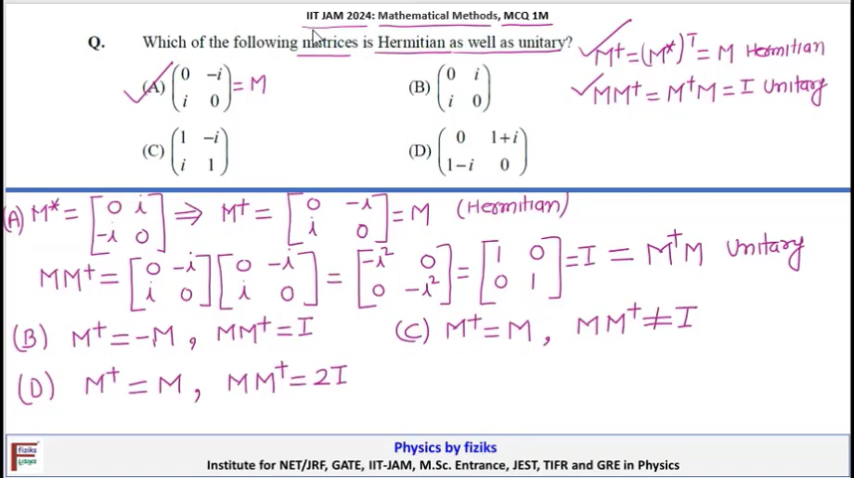 IIT JAM 2024: Mathematical Methods, MCQ 1M
Q. Which of the following matrices is Hermitian as well as unitary?
M† = (M*)ᵀ = M Hermitian
MM† = M†M = I Unitary
(A) (0 −i; i 0) = M
(B) (0 i; i 0)
(C) (1 −i; i 1)
(D) (0 1+i; 1−i 0)
(A) M* = [0 i; -i 0] ⇒ M† = [0 -i; i 0] = M (Hermitian)
MM† = [0 -i; i 0] [0 -i; i 0] = [-i² 0; 0 -i²] = [1 0; 0 1] = I = M†M Unitary
(B) M† = -M, MM† = I (C) M† = M, MM† ≠ I
(D) M† = M, MM† = 2I
fiziks
Physics by fiziks
Institute for NET/JRF, GATE, IIT-JAM, M.Sc. Entrance, JEST, TIFR and GRE in Physics